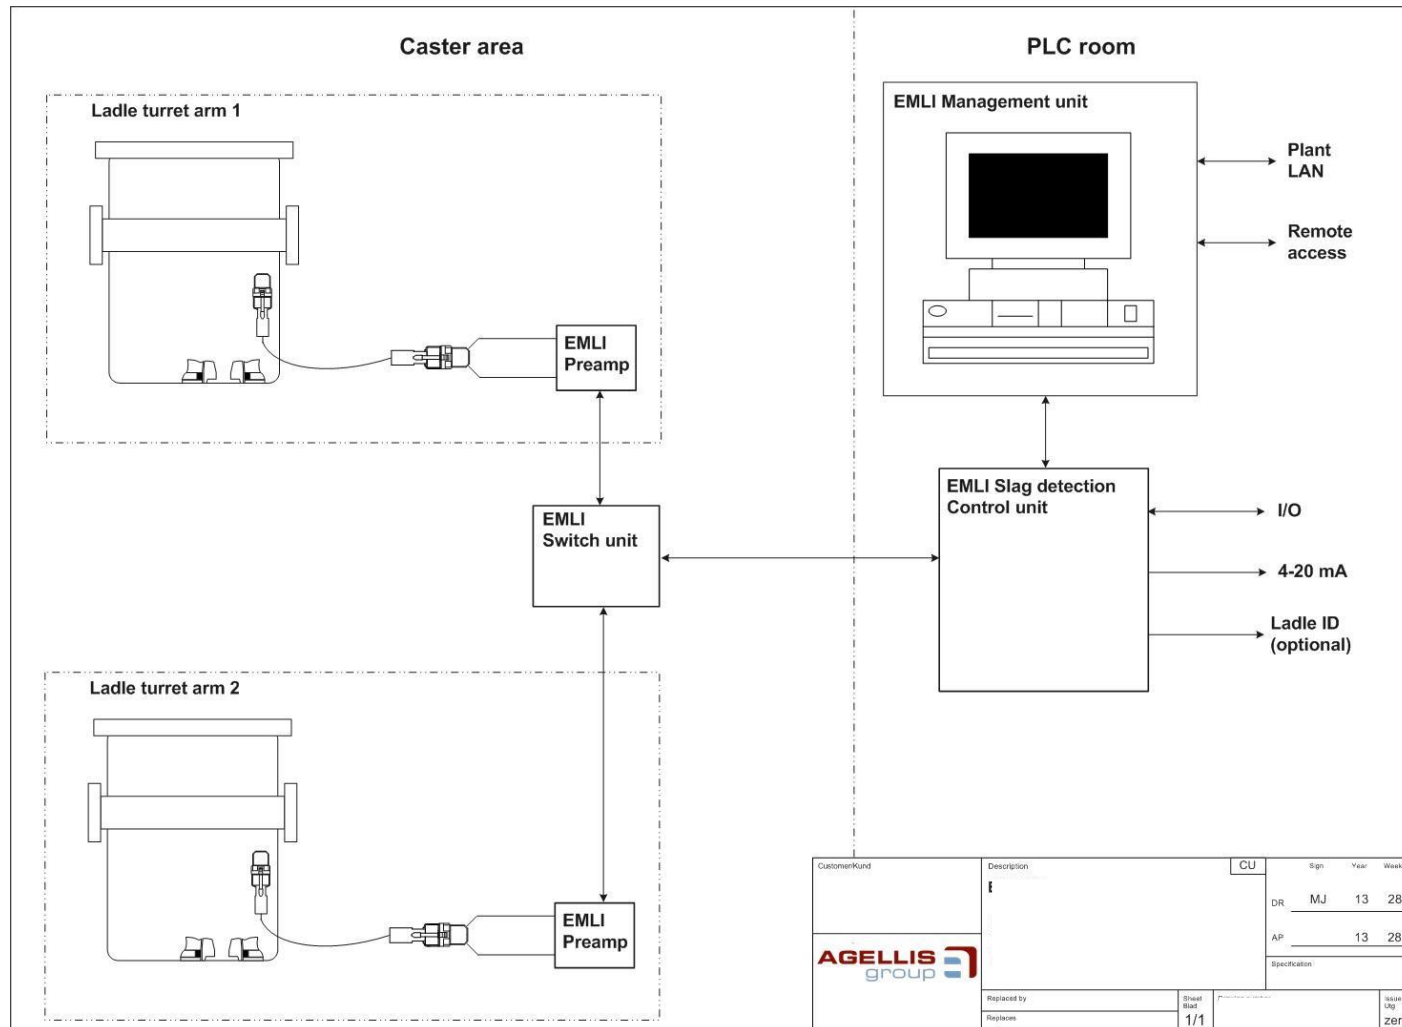 Caster area
PLC room
Ladle turret arm 1
EMLI
Preamp
EMLI Management unit
Plant
LAN
Remote
access
EMLI
Switch unit
EMLI Slag detection
Control unit
I/O
4-20 mA
Ladle ID
(optional)
Ladle turret arm 2
EMLI
Preamp
Customer/Kund
Description
CU
Sign
Year
Week
DR
MJ
13
28
AP
13
28
Specification
AGELLIS
group
Replaced by
Replaces
Sheet
Blad
1/1
Issue
Utg
zer